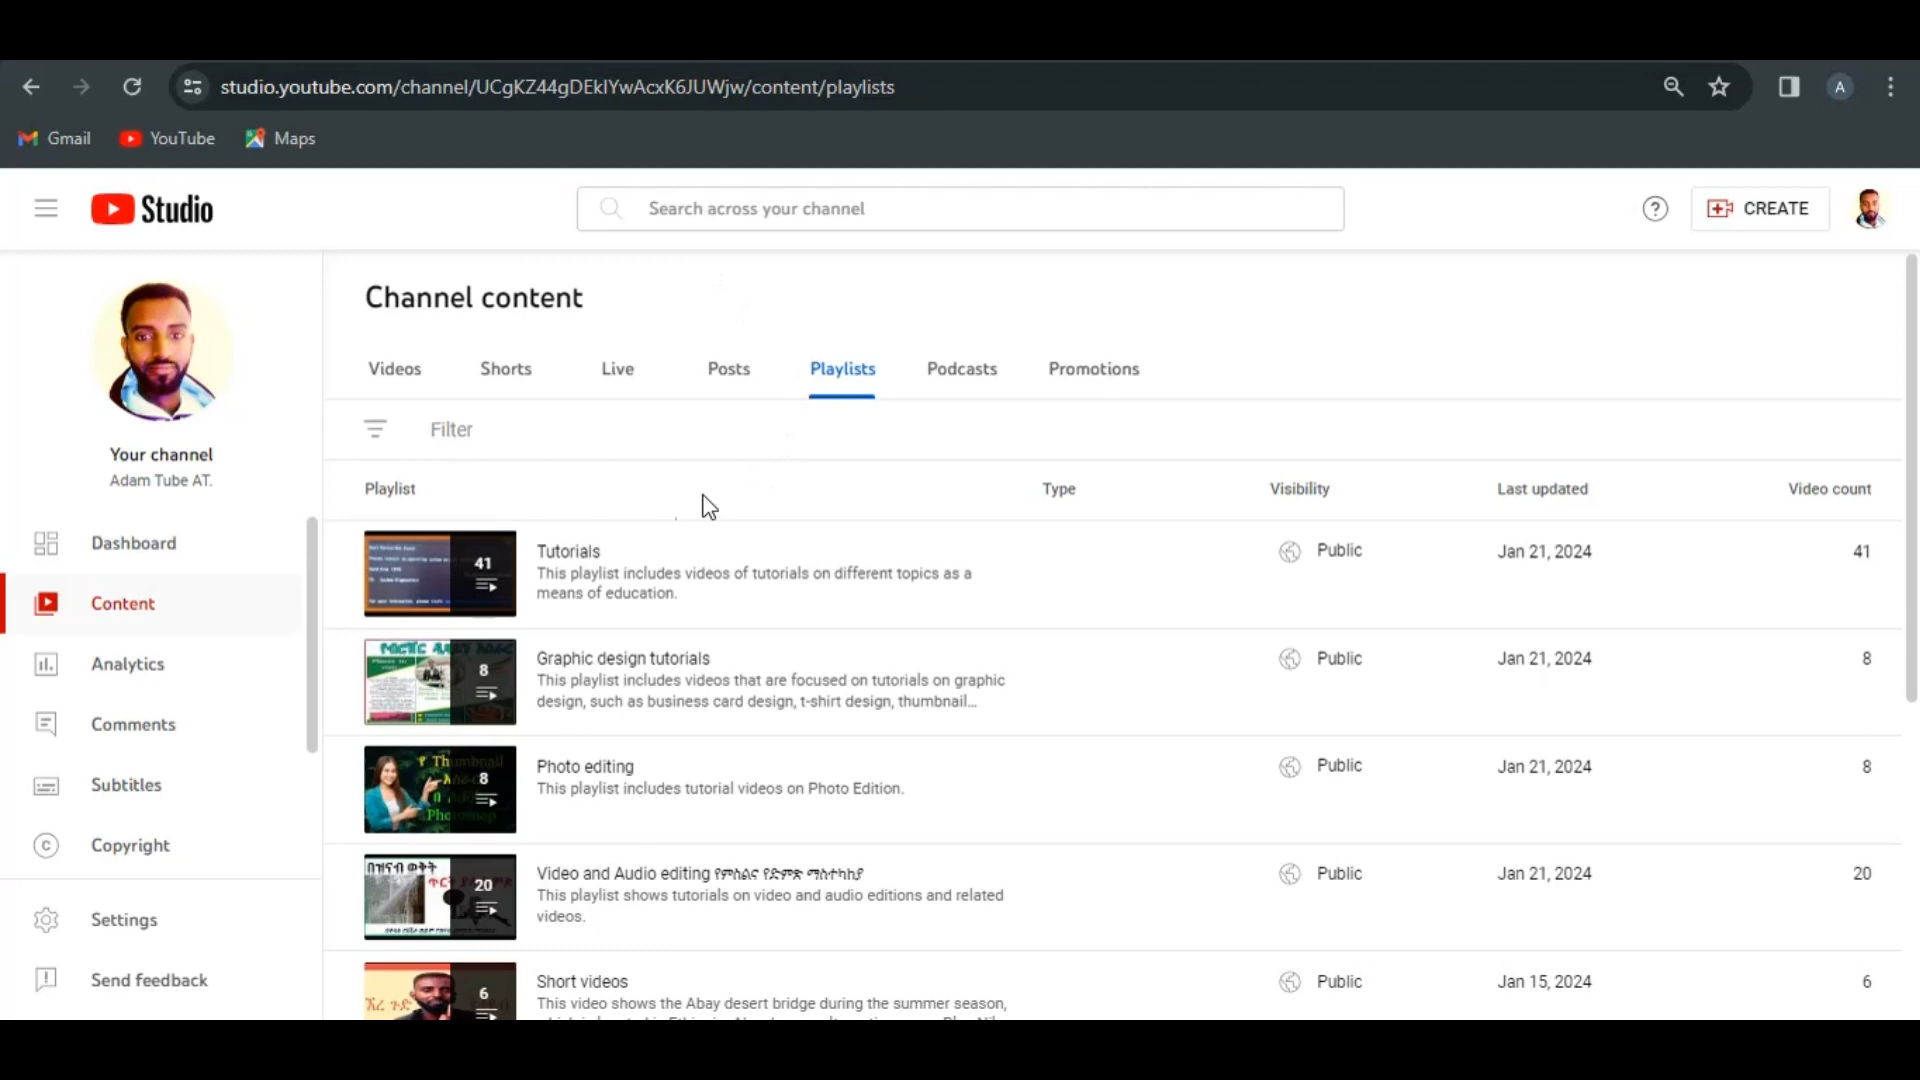 studio.youtube.com/channel/UCgKZ44gDEkIYwAcxK6JUWjw/content/playlists
A
Gmail
YouTube
Maps
Studio
Search across your channel
CREATE
Your channel
Adam Tube AT.
Dashboard
Content
Analytics
Comments
Subtitles
Copyright
Settings
Send feedback
Channel content
Videos
Shorts
Live
Posts
Playlists
Podcasts
Promotions
Filter
Playlist
Type
Visibility
Last updated
Video count
41
Tutorials
This playlist includes videos of tutorials on different topics as a
means of education.
Public
Jan 21, 2024
41
8
Graphic design tutorials
This playlist includes videos that are focused on tutorials on graphic
design, such as business card design, t-shirt design, thumbnail...
Public
Jan 21, 2024
8
Thumbnail
8
Photo editing
This playlist includes tutorial videos on Photo Edition.
Public
Jan 21, 2024
8
በዝናብ ወቅት
20
Video and Audio editing የምስልና የድምጽ ማስተካከያ
This playlist shows tutorials on video and audio editions and related
videos.
Public
Jan 21, 2024
20
6
Short videos
This video shows the Abay desert bridge during the summer season,
Public
Jan 15, 2024
6